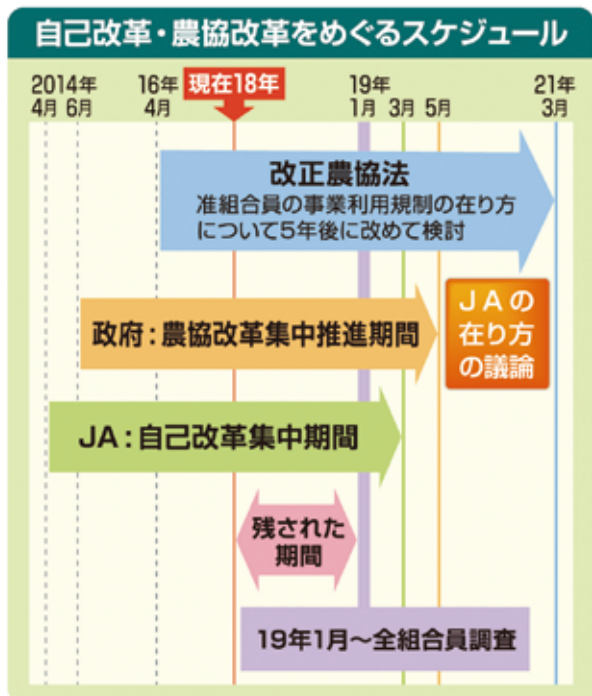 自己改革・農協改革をめぐるスケジュール
2014年 16年 現在18年 19年 21年
4月 6月 4月 1月 3月 5月 3月
改正農協法
准組合員の事業利用規制の在り方
について5年後に改めて検討
政府:農協改革集中推進期間
JAの
在り方
の議論
JA:自己改革集中期間
残された
期間
19年1月~全組合員調査